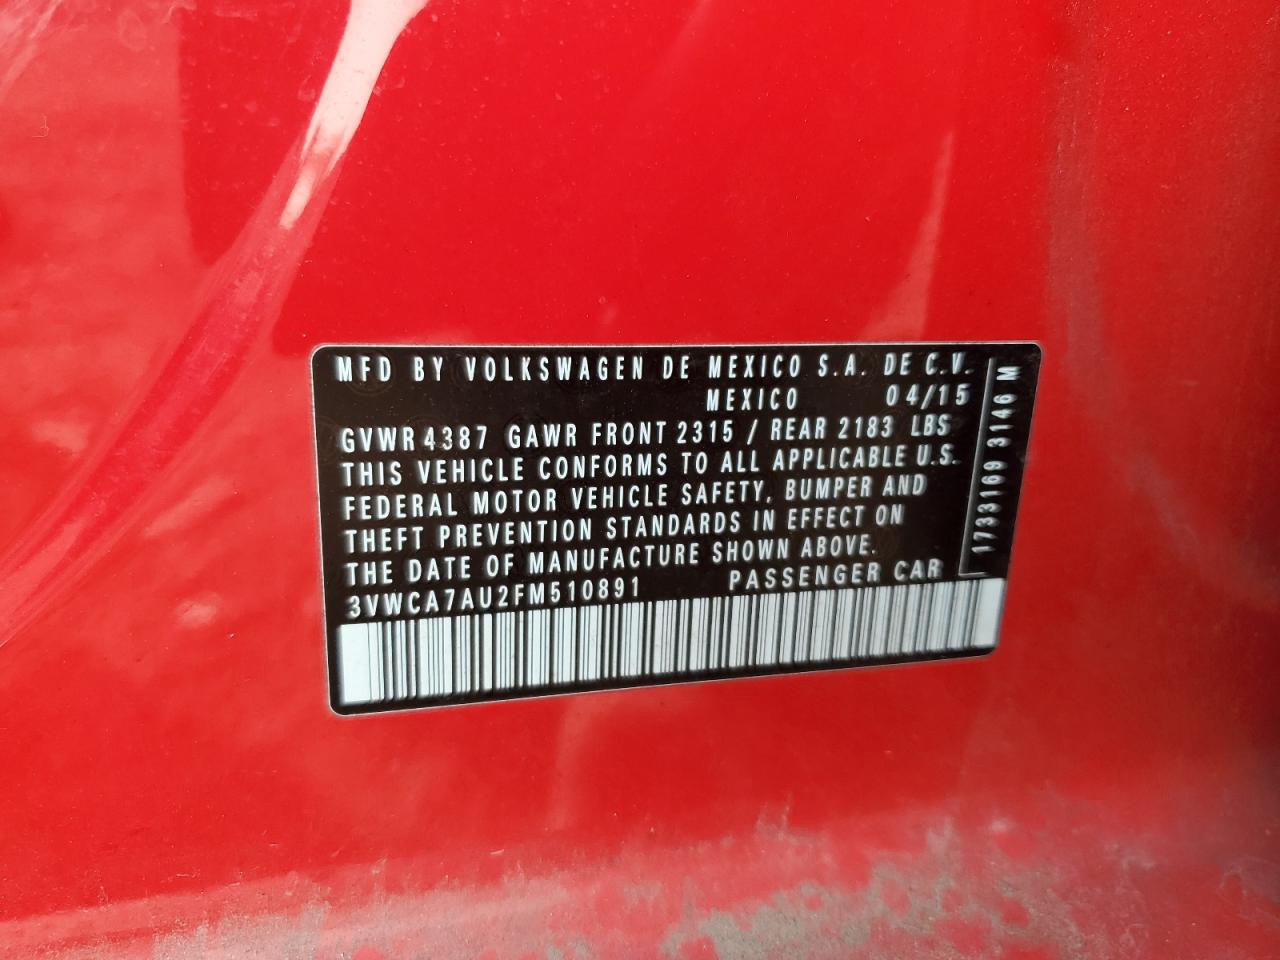 MFD BY VOLKSWAGEN DE MEXICO S.A. DE C.V.
MEXICO 04/15
GVWR 4387 GAWR FRONT 2315 / REAR 2183 LBS
THIS VEHICLE CONFORMS TO ALL APPLICABLE U.S.
FEDERAL MOTOR VEHICLE SAFETY, BUMPER AND
THEFT PREVENTION STANDARDS IN EFFECT ON
THE DATE OF MANUFACTURE SHOWN ABOVE.
3VWCA7AU2FM510891 PASSENGER CAR
1733169 3146 M